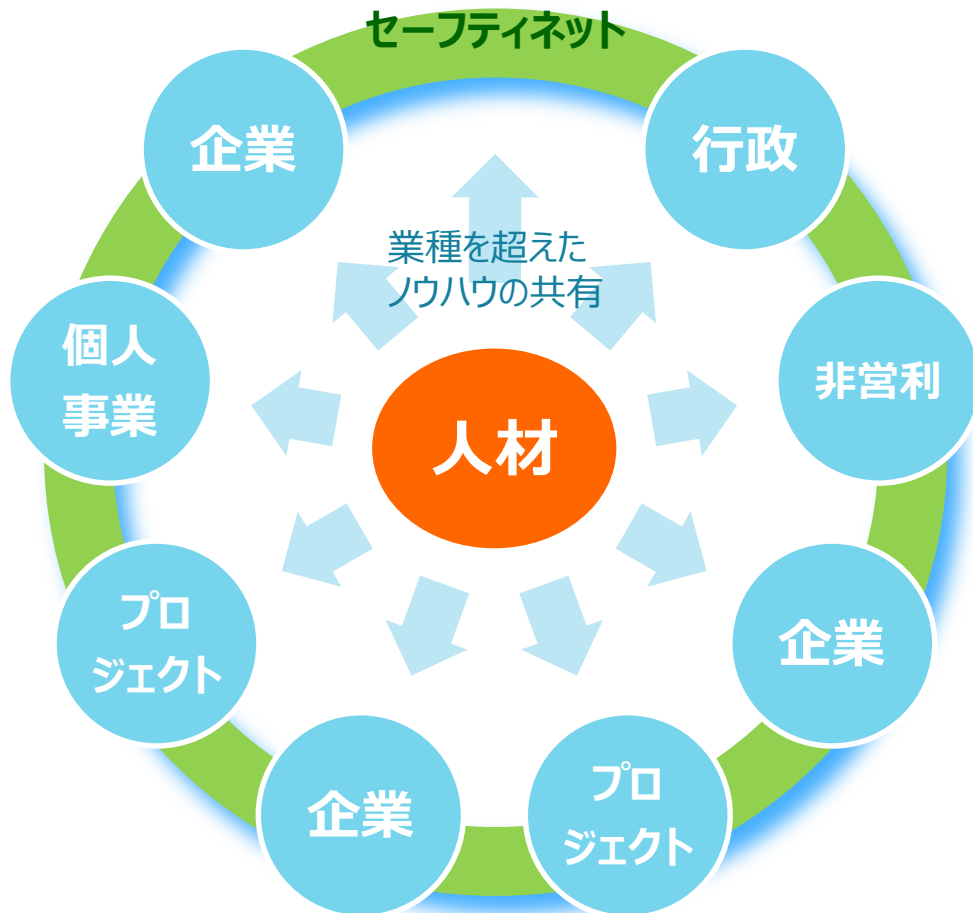 セーフティネット
企業
行政
業種を超えた
ノウハウの共有
個人
事業
非営利
人材
プロ
ジェクト
企業
企業
プロ
ジェクト